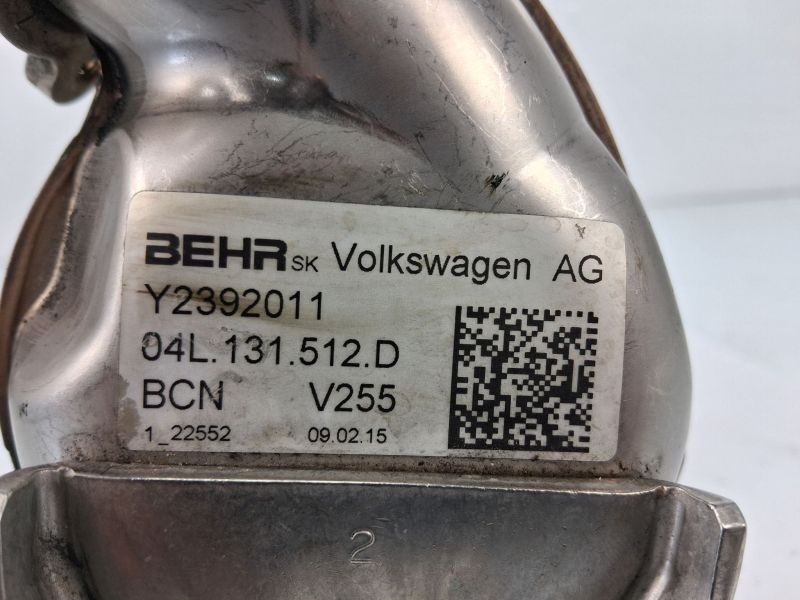 BEHR SK Volkswagen AG
Y2392011
04L.131.512.D
BCN V255
1_22552 09.02.15
2